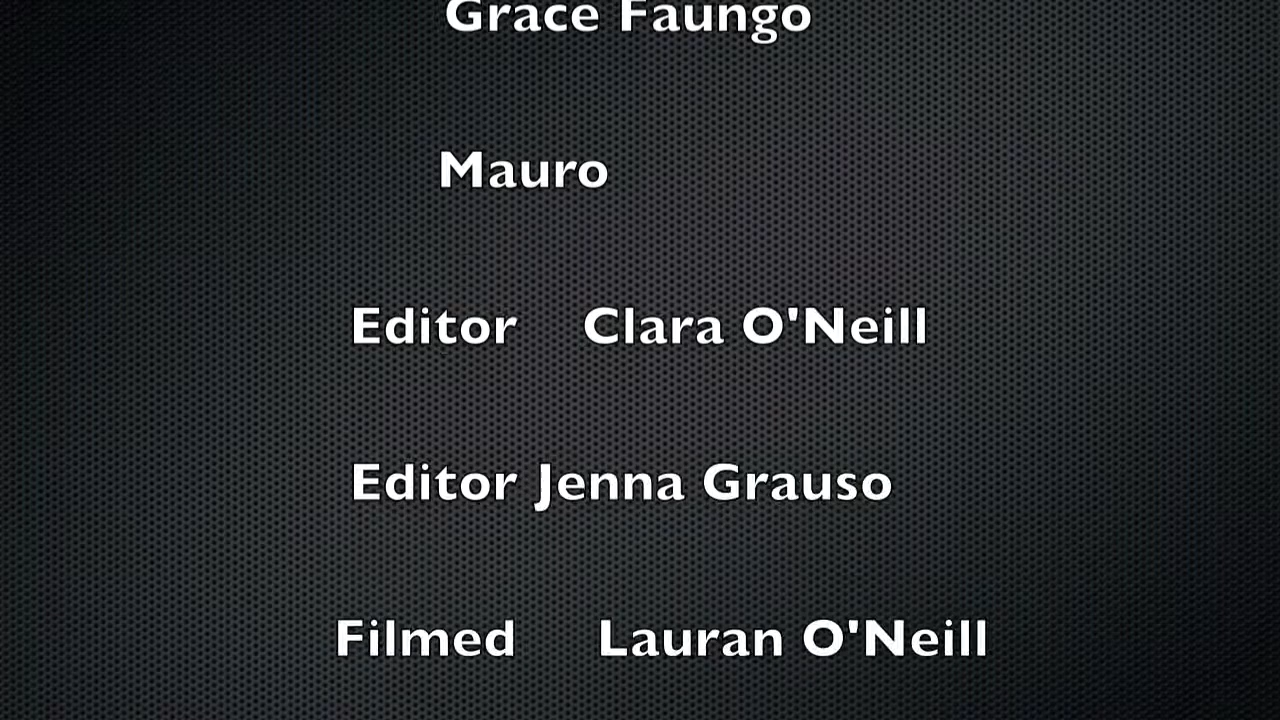 Grace Faungo
Mauro
Editor Clara O'Neill
Editor Jenna Grauso
Filmed Lauran O'Neill